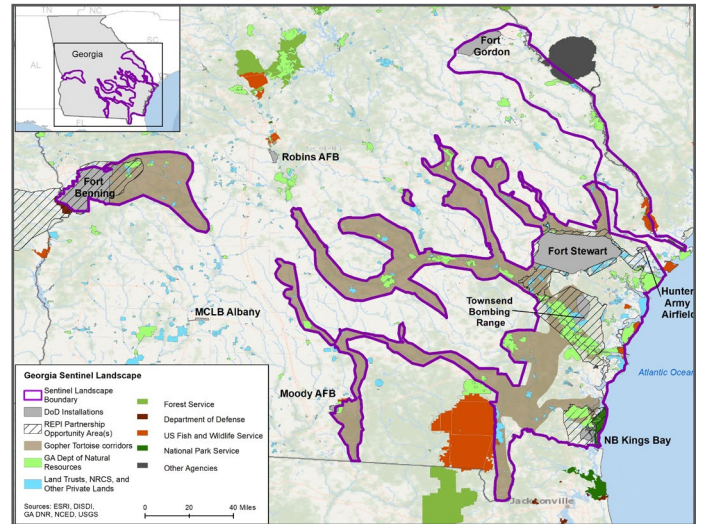 TN
NC
SC
Georgia
AL
FL
Fort
Gordon
Robins AFB
Fort
Benning
Fort Stewart
Hunter
Army
Airfield
Townsend
Bombing
Range
MCLB Albany
Atlantic Ocean
Moody AFB
NB Kings Bay
Jacksonville
Georgia Sentinel Landscape
Sentinel Landscape
Boundary
DoD Installations
REPI Partnership
Opportunity Area(s)
Gopher Tortoise corridors
GA Dept of Natural
Resources
Land Trusts, NRCS, and
Other Private Lands
Forest Service
Department of Defense
US Fish and Wildlife Service
National Park Service
Other Agencies
Sources: ESRI, DISDI,
GA DNR, NCED, USGS
0 20 40 Miles